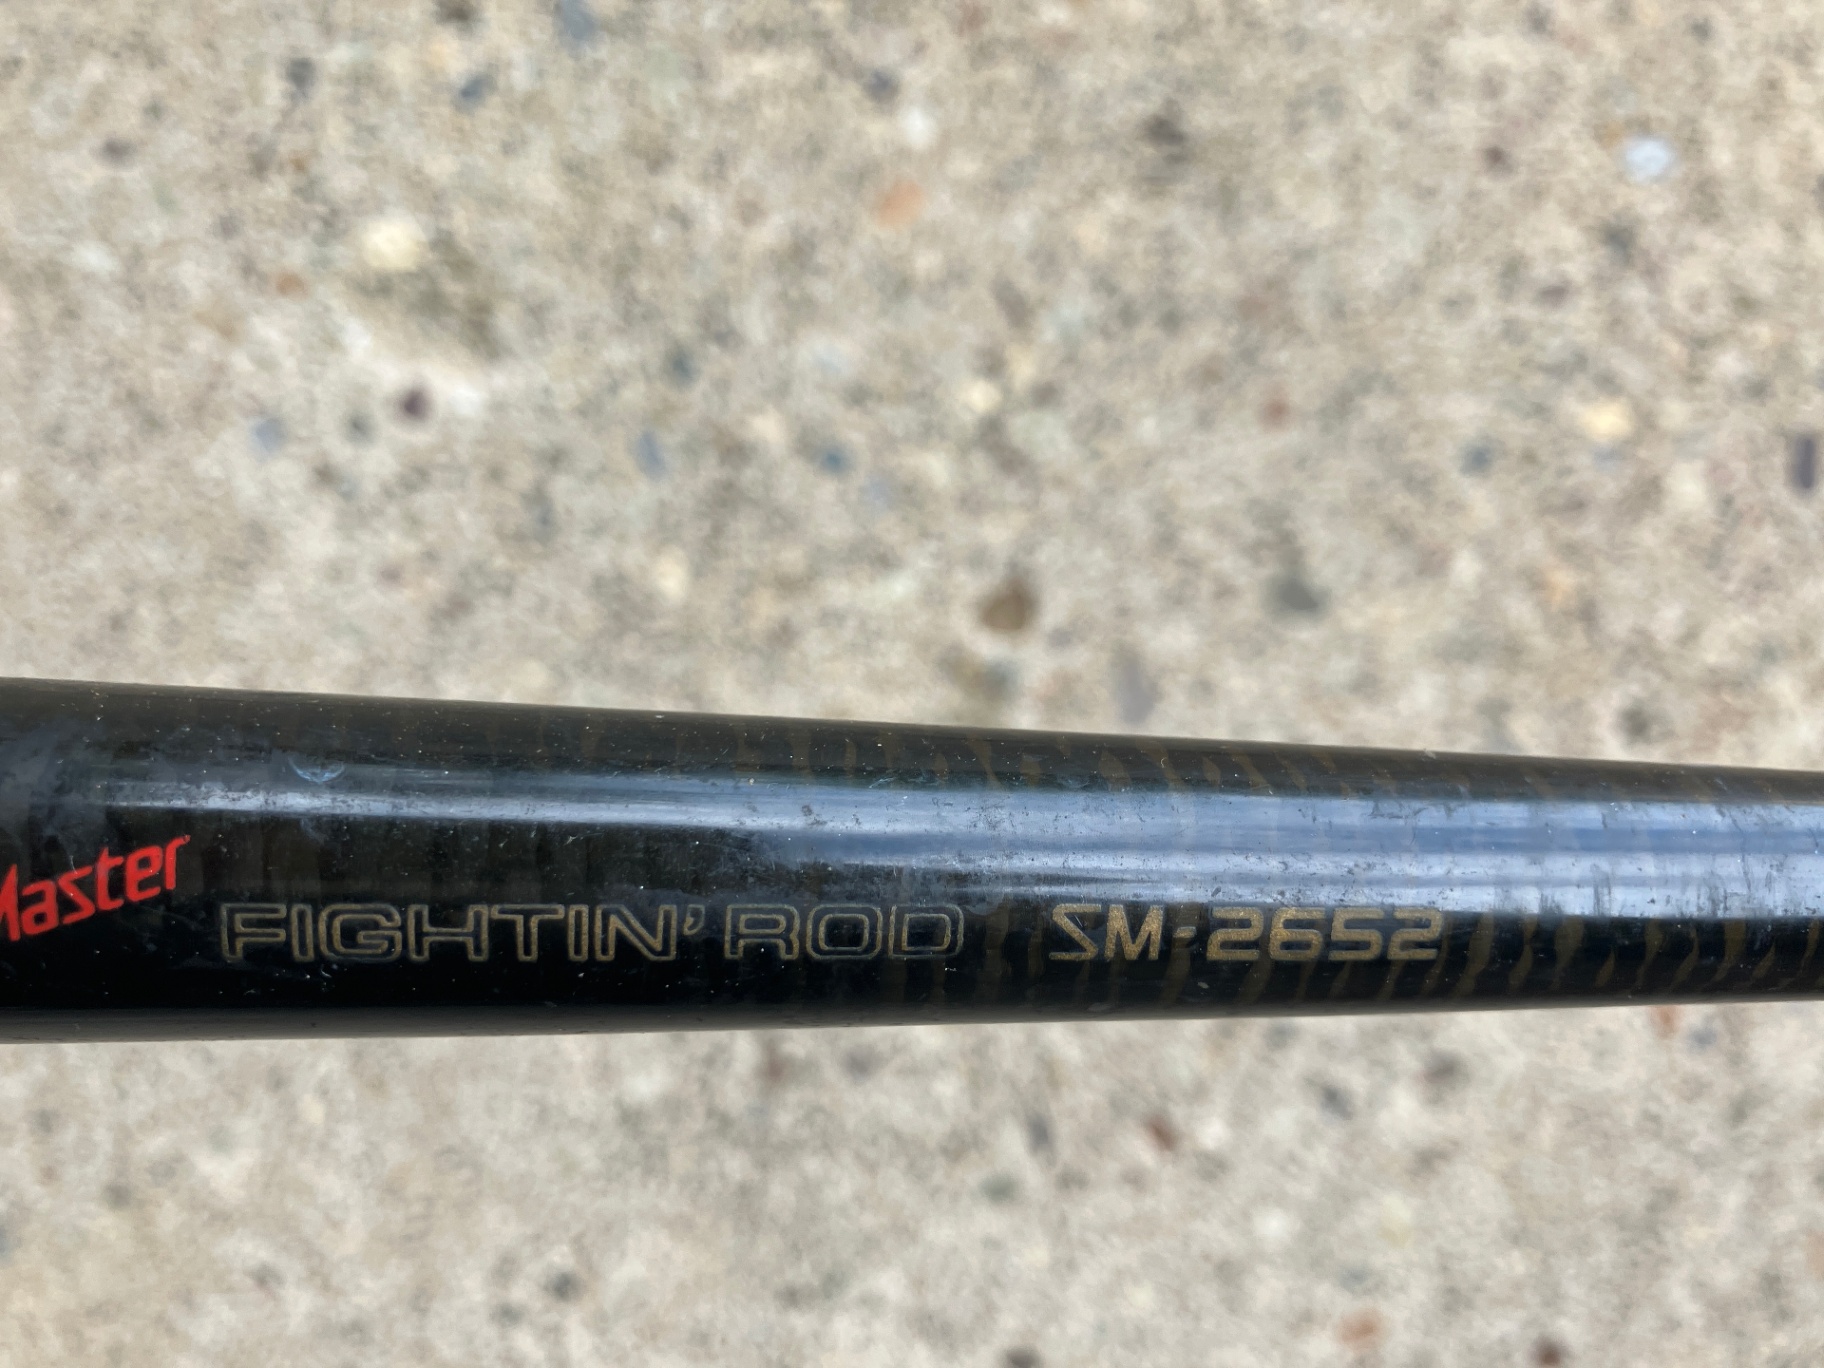 Master FIGHTIN' ROD SM-2652